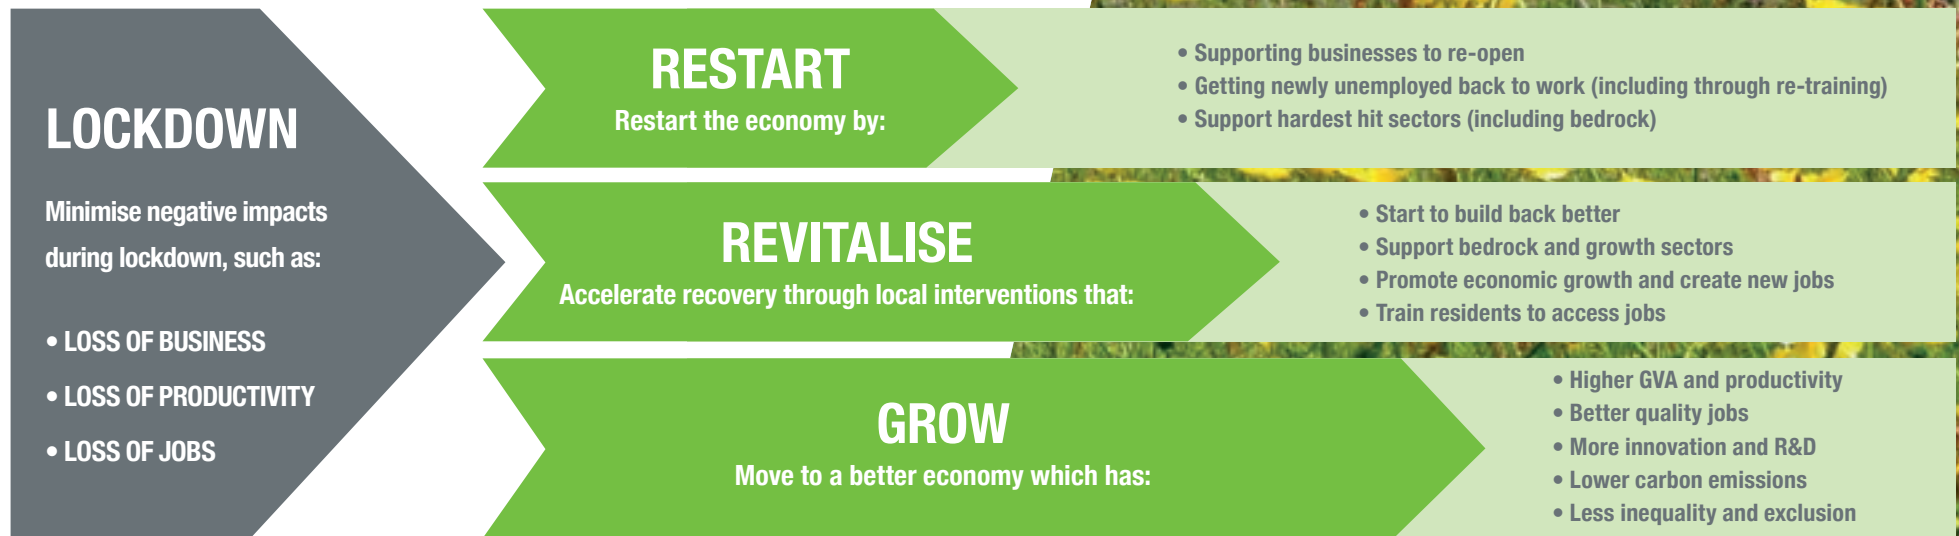 LOCKDOWN
Minimise negative impacts
during lockdown, such as:
• LOSS OF BUSINESS
• LOSS OF PRODUCTIVITY
• LOSS OF JOBS
RESTART
Restart the economy by:
• Supporting businesses to re-open
• Getting newly unemployed back to work (including through re-training)
• Support hardest hit sectors (including bedrock)
REVITALISE
Accelerate recovery through local interventions that:
• Start to build back better
• Support bedrock and growth sectors
• Promote economic growth and create new jobs
• Train residents to access jobs
GROW
Move to a better economy which has:
• Higher GVA and productivity
• Better quality jobs
• More innovation and R&D
• Lower carbon emissions
• Less inequality and exclusion